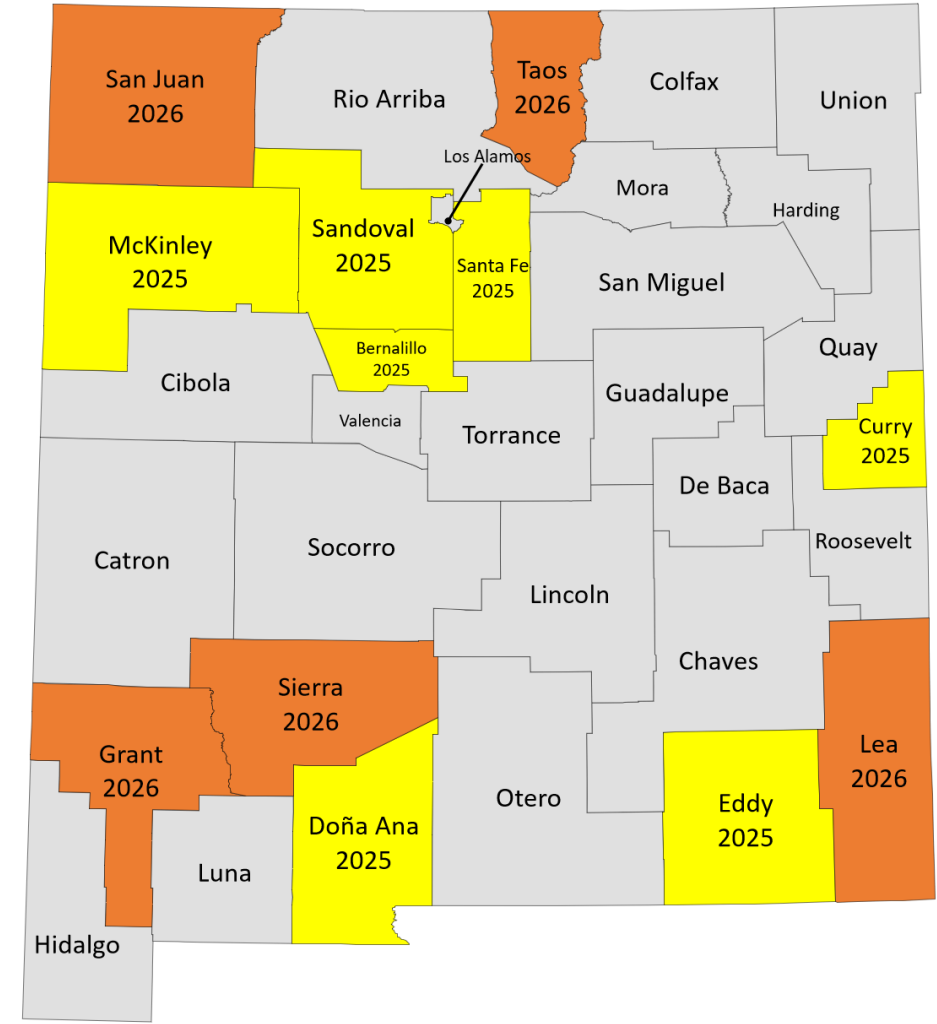 San Juan
2026
Rio Arriba
Taos
2026
Colfax
Union
Los Alamos
Mora
Harding
McKinley
2025
Sandoval
2025
Santa Fe
2025
San Miguel
Bernalillo
2025
Quay
Cibola
Guadalupe
Valencia
Torrance
Curry
2025
De Baca
Catron
Socorro
Roosevelt
Lincoln
Chaves
Sierra
2026
Grant
2026
Lea
2026
Otero
Eddy
2025
Doña Ana
2025
Luna
Hidalgo